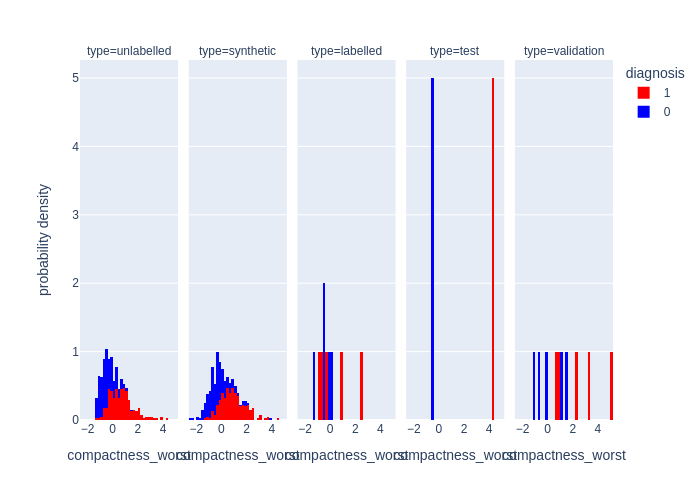 type=unlabelled type=synthetic type=labelled type=test type=validation
diagnosis
1
0
probability density
5
4
3
2
1
0
−2 0 2 4 −2 0 2 4 −2 0 2 4 −2 0 2 4 −2 0 2 4
compactness_worst compactness_worst compactness_worst compactness_worst compactness_worst